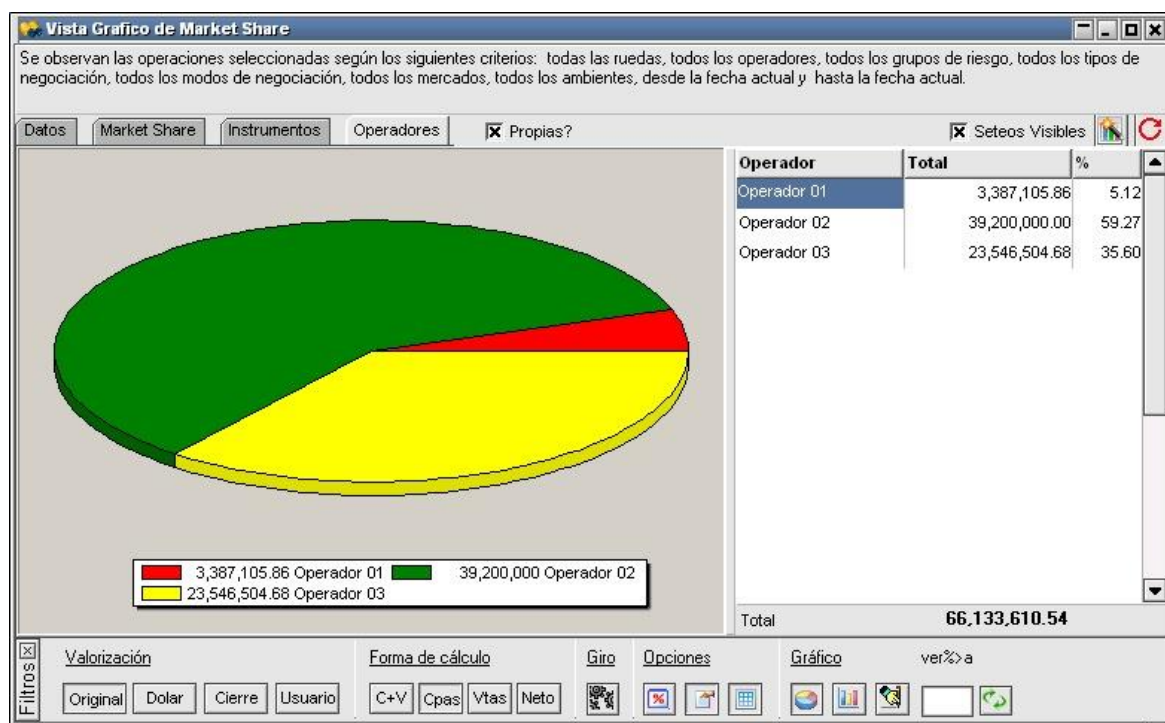 Vista Grafico de Market Share
Se observan las operaciones seleccionadas según los siguientes criterios: todas las ruedas, todos los operadores, todos los grupos de riesgo, todos los tipos de
negociación, todos los modos de negociación, todos los mercados, todos los ambientes, desde la fecha actual y hasta la fecha actual.
Datos Market Share Instrumentos Operadores Propias? Seteos Visibles
Operador Total %
Operador 01 3,387,105.86 5.12
Operador 02 39,200,000.00 59.27
Operador 03 23,546,504.68 35.60
3,387,105.86 Operador 01 39,200,000 Operador 02
23,546,504.68 Operador 03
Total 66,133,610.54
Filtros
Valorización Forma de cálculo Giro Opciones Gráfico ver%>a
Original Dolar Cierre Usuario C+V Cpas Vtas Neto